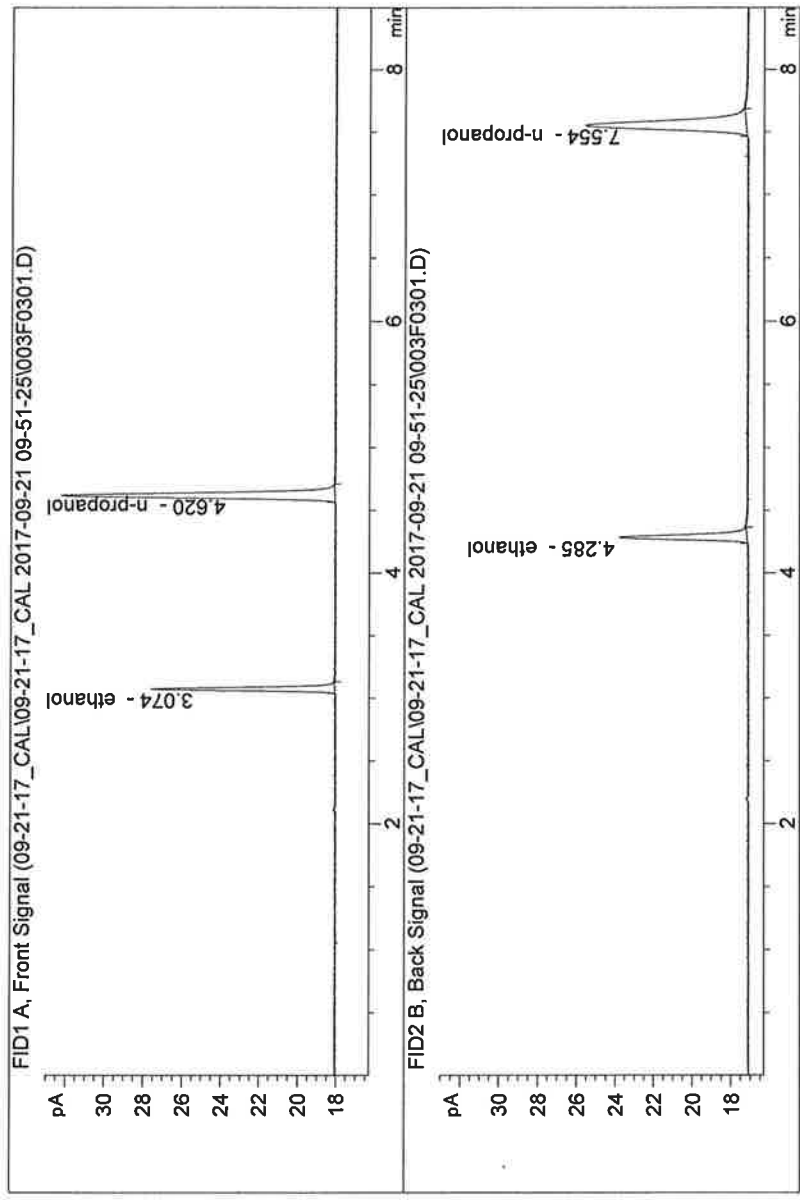 FID1 A, Front Signal (09-21-17_CAL\09-21-17_CAL 2017-09-21 09-51-25\003F0301.D)
pA
30
28
26
24
22
20
18
3.074 - ethanol
4.620 - n-propanol
2
4
6
8
min
FID2 B, Back Signal (09-21-17_CAL\09-21-17_CAL 2017-09-21 09-51-25\003F0301.D)
pA
30
28
26
24
22
20
18
4.285 - ethanol
7.554 - n-propanol
2
4
6
8
min